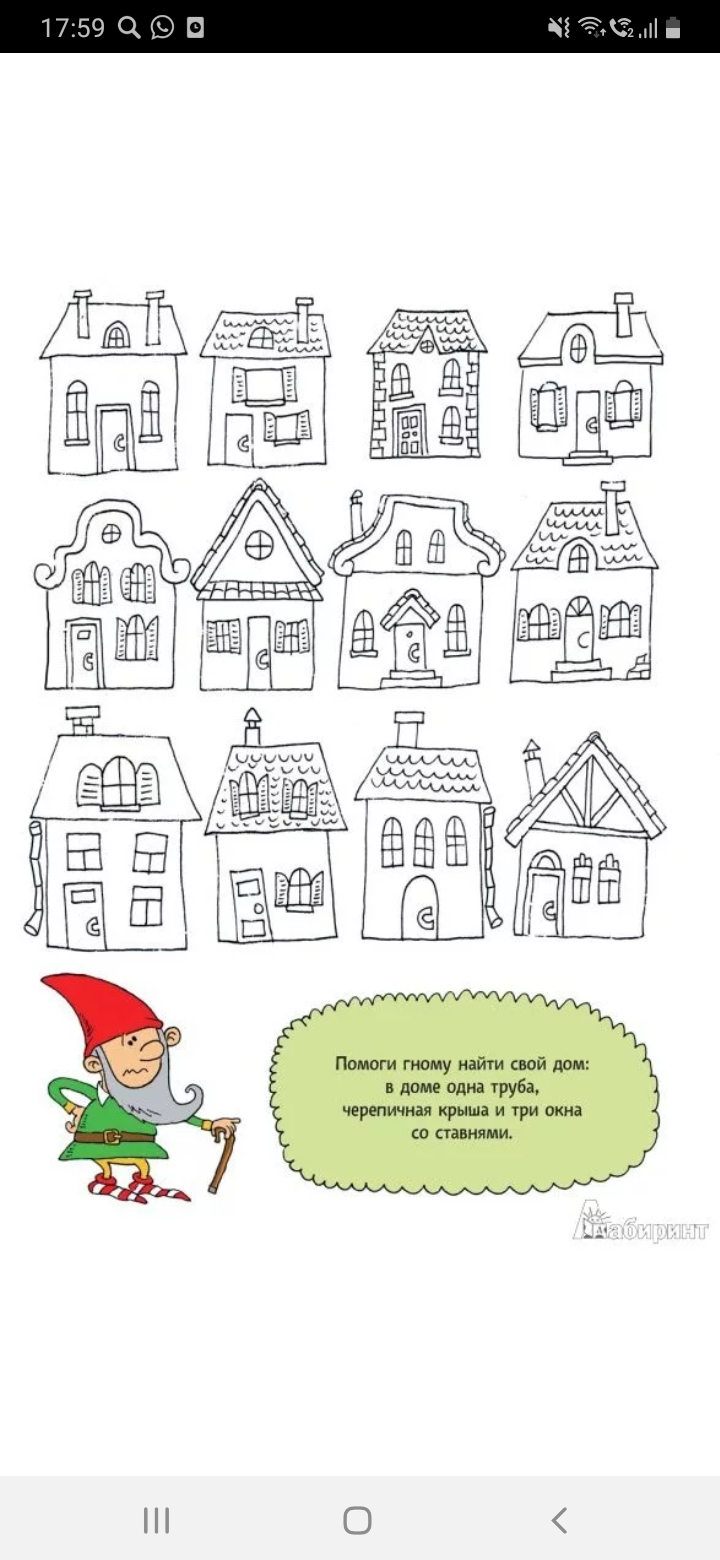 17:59
Помоги гному найти свой дом:
в доме одна труба,
черепичная крыша и три окна
со ставнями.
Лабиринт